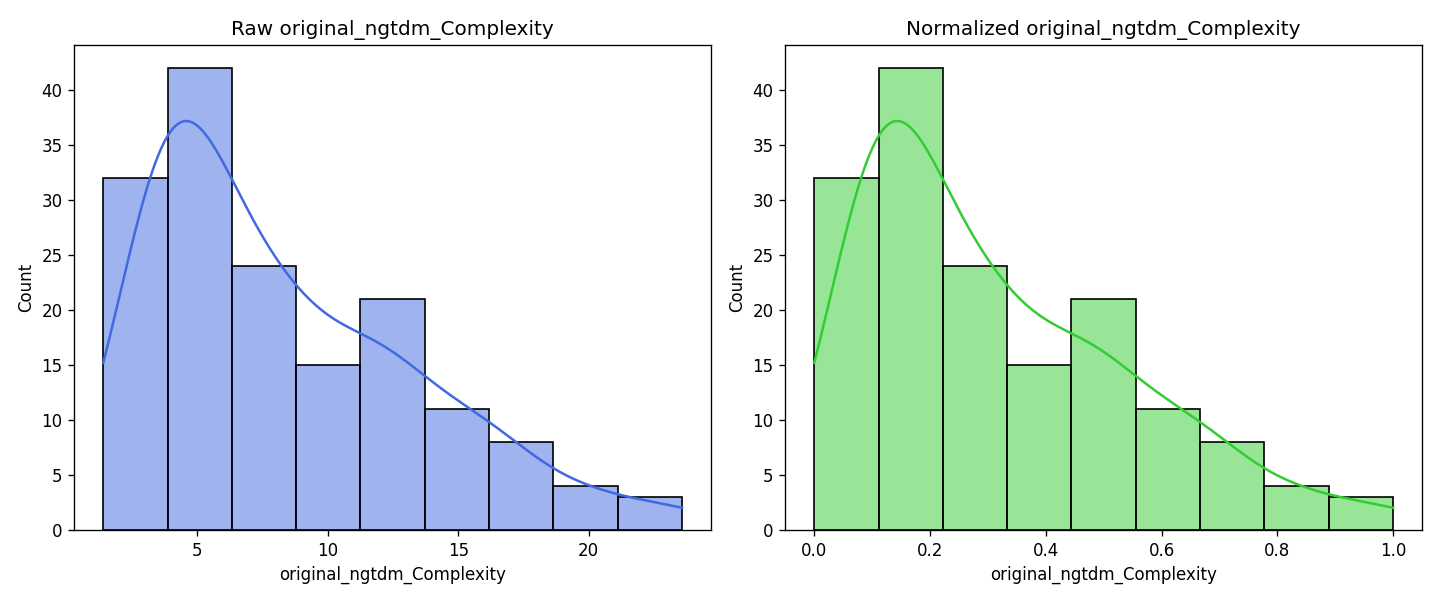 Raw original_ngtdm_Complexity
Count
40
35
30
25
20
15
10
5
0
5 10 15 20
original_ngtdm_Complexity
Normalized original_ngtdm_Complexity
Count
40
35
30
25
20
15
10
5
0
0.0 0.2 0.4 0.6 0.8 1.0
original_ngtdm_Complexity